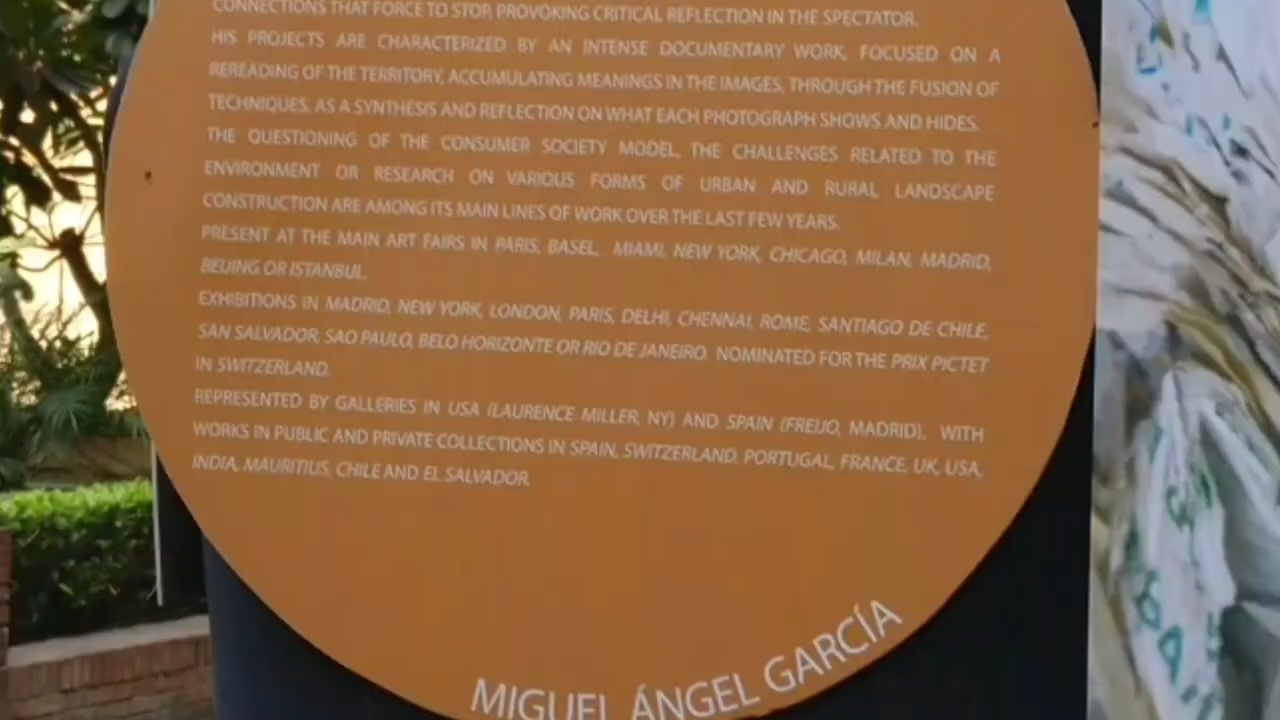 CONNECTIONS THAT FORCE TO STOP, PROVOKING CRITICAL REFLECTION IN THE SPECTATOR.
HIS PROJECTS ARE CHARACTERIZED BY AN INTENSE DOCUMENTARY WORK, FOCUSED ON A
REREADING OF THE TERRITORY, ACCUMULATING MEANINGS IN THE IMAGES, THROUGH THE FUSION OF
TECHNIQUES, AS A SYNTHESIS AND REFLECTION ON WHAT EACH PHOTOGRAPH SHOWS AND HIDES.
THE QUESTIONING OF THE CONSUMER SOCIETY MODEL, THE CHALLENGES RELATED TO THE
ENVIRONMENT OR RESEARCH ON VARIOUS FORMS OF URBAN AND RURAL LANDSCAPE
CONSTRUCTION ARE AMONG ITS MAIN LINES OF WORK OVER THE LAST FEW YEARS.
PRESENT AT THE MAIN ART FAIRS IN PARIS, BASEL, MIAMI, NEW YORK, CHICAGO, MILAN, MADRID,
BEIJING OR ISTANBUL.
EXHIBITIONS IN MADRID, NEW YORK, LONDON, PARIS, DELHI, CHENNAI, ROME, SANTIAGO DE CHILE,
SAN SALVADOR, SAO PAULO, BELO HORIZONTE OR RIO DE JANEIRO. NOMINATED FOR THE PRIX PICTET
IN SWITZERLAND.
REPRESENTED BY GALLERIES IN USA (LAURENCE MILLER, NY) AND SPAIN (FREIJO, MADRID), WITH
WORKS IN PUBLIC AND PRIVATE COLLECTIONS IN SPAIN, SWITZERLAND, PORTUGAL, FRANCE, UK, USA,
INDIA, MAURITIUS, CHILE AND EL SALVADOR.
MIGUEL ÁNGEL GARCÍA